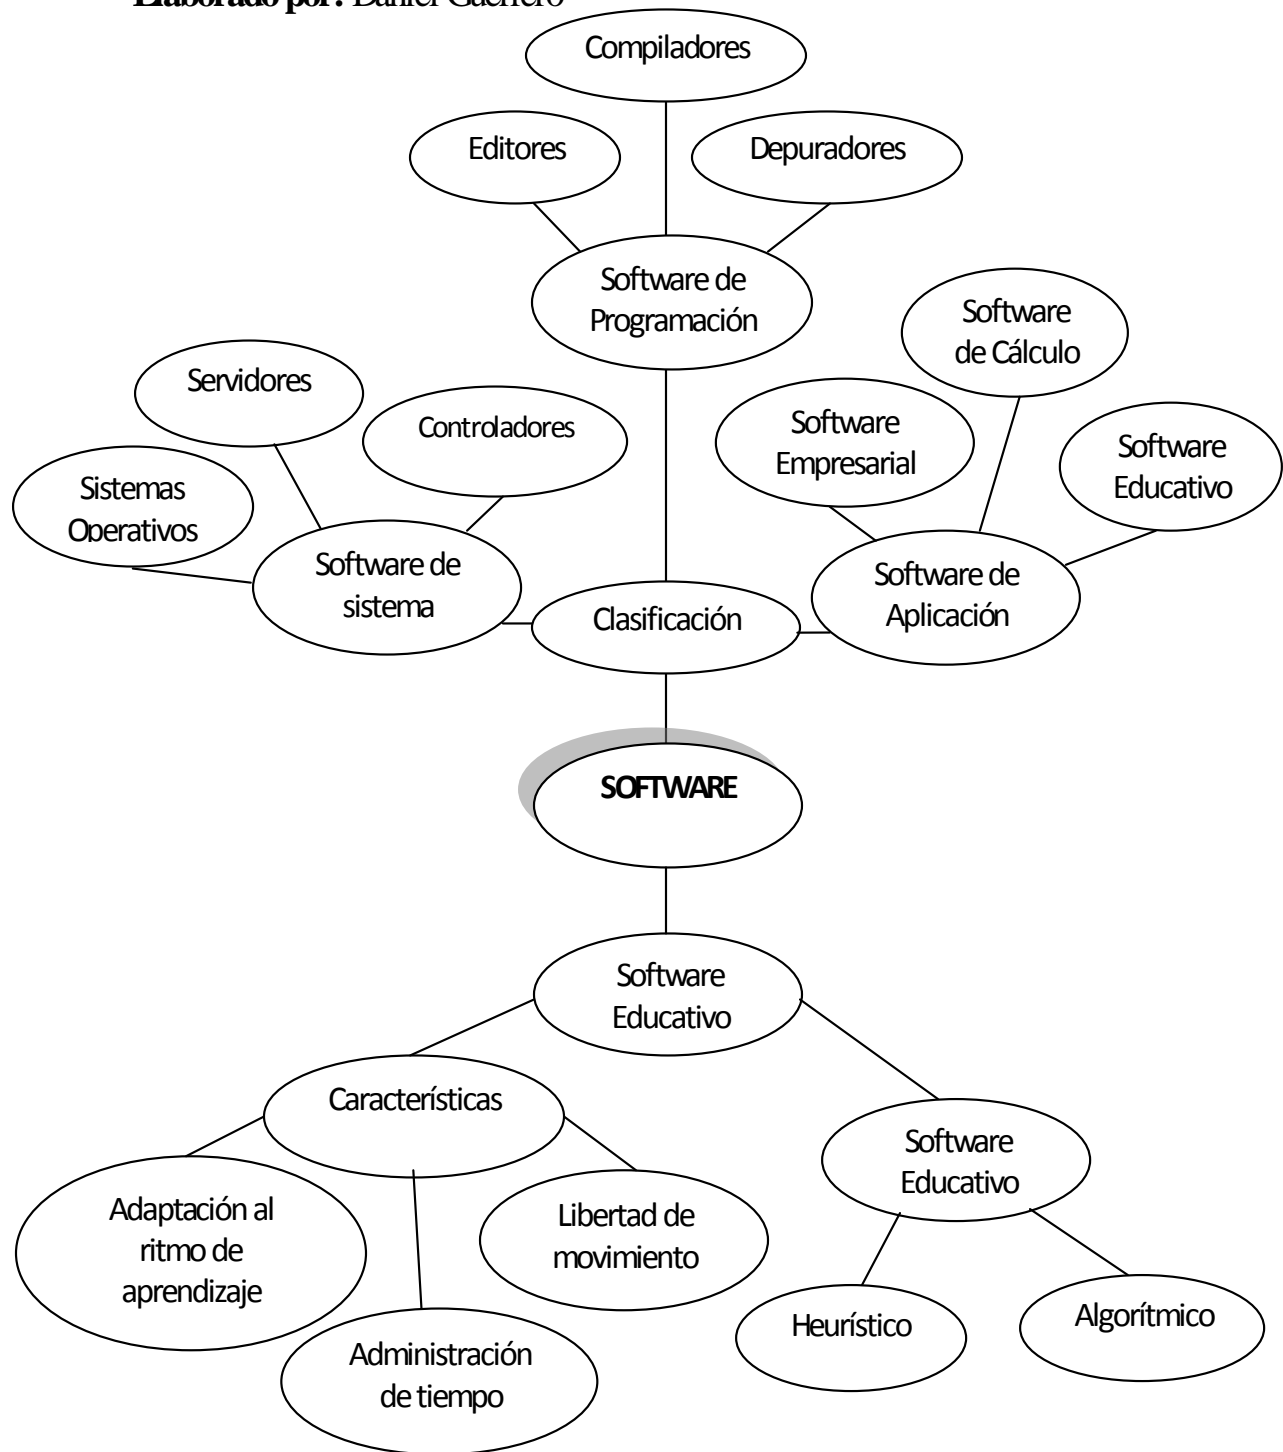 Elaborado por: Daniel Guerrero
Compiladores
Editores
Depuradores
Software de
Programación
Software
de Cálculo
Servidores
Controladores
Software
Empresarial
Software
Educativo
Sistemas
Operativos
Software de
sistema
Clasificación
Software de
Aplicación
SOFTWARE
Software
Educativo
Características
Software
Educativo
Adaptación al
ritmo de
aprendizaje
Libertad de
movimiento
Administración
de tiempo
Heurístico
Algorítmico